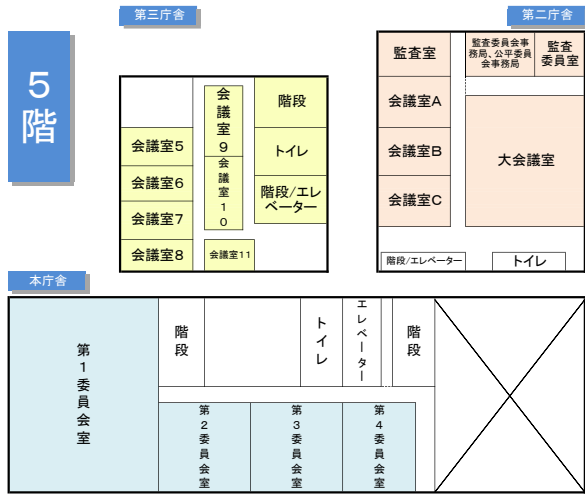 5階
第三庁舎
会議室5
会議室6
会議室7
会議室8
会議室9
会議室10
会議室11
階段
トイレ
階段/エレ
ベーター
第二庁舎
監査室
監査委員会事
務局、公平委員
会事務局
監査
委員室
会議室A
会議室B
会議室C
大会議室
階段/エレベーター
トイレ
本庁舎
第1委員会室
階段
トイレ
エレベーター
階段
第2委員会室
第3委員会室
第4委員会室